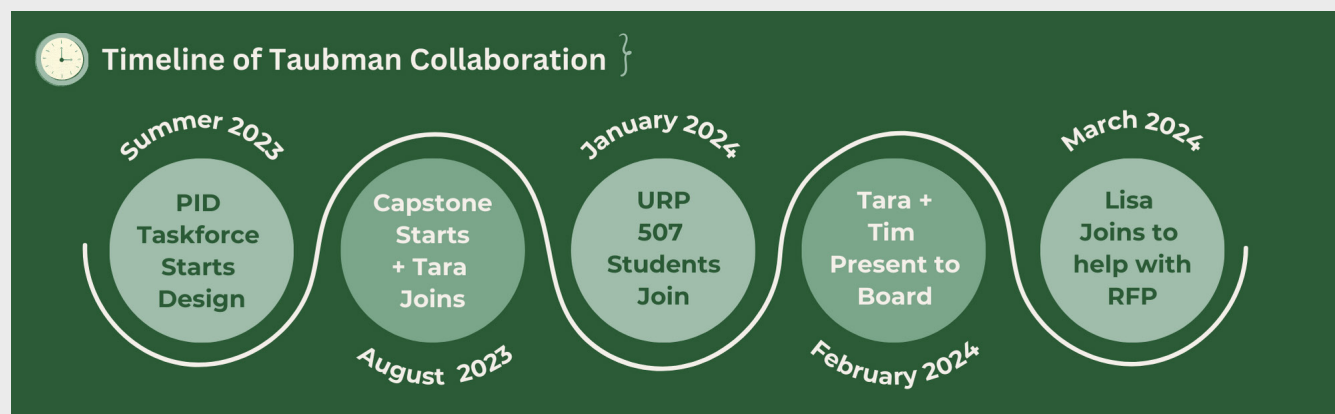 Timeline of Taubman Collaboration
Summer 2023
PID
Taskforce
Starts
Design
Capstone
Starts
+ Tara
Joins
August 2023
January 2024
URP
507
Students
Join
Tara +
Tim
Present to
Board
February 2024
March 2024
Lisa
Joins to
help with
RFP